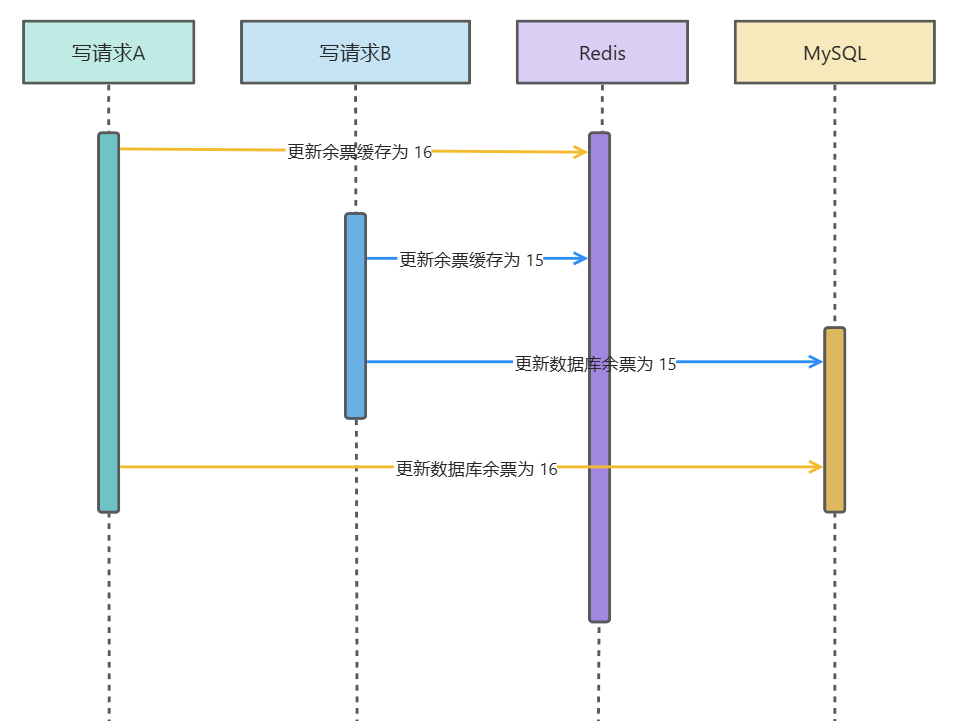 写请求A
写请求B
Redis
MySQL
更新余票缓存为 16
更新余票缓存为 15
更新数据库余票为 15
更新数据库余票为 16